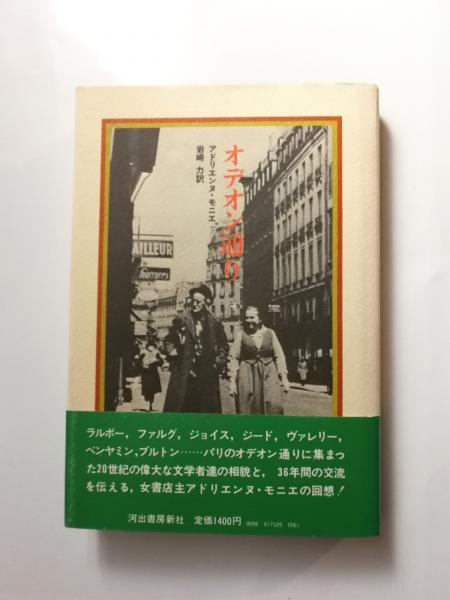 オデオン通り
アドリエンヌ・モニエ
岩崎 力訳
AILLEUR
ラルボー, ファルグ, ジョイス, ジード, ヴァレリー,
ベンヤミン, ブルトン……パリのオデオン通りに集まっ
た20世紀の偉大な文学者達の相貌と, 36年間の交流
を伝える, 女書店主アドリエンヌ・モニエの回想!
河出書房新社 定価1400円